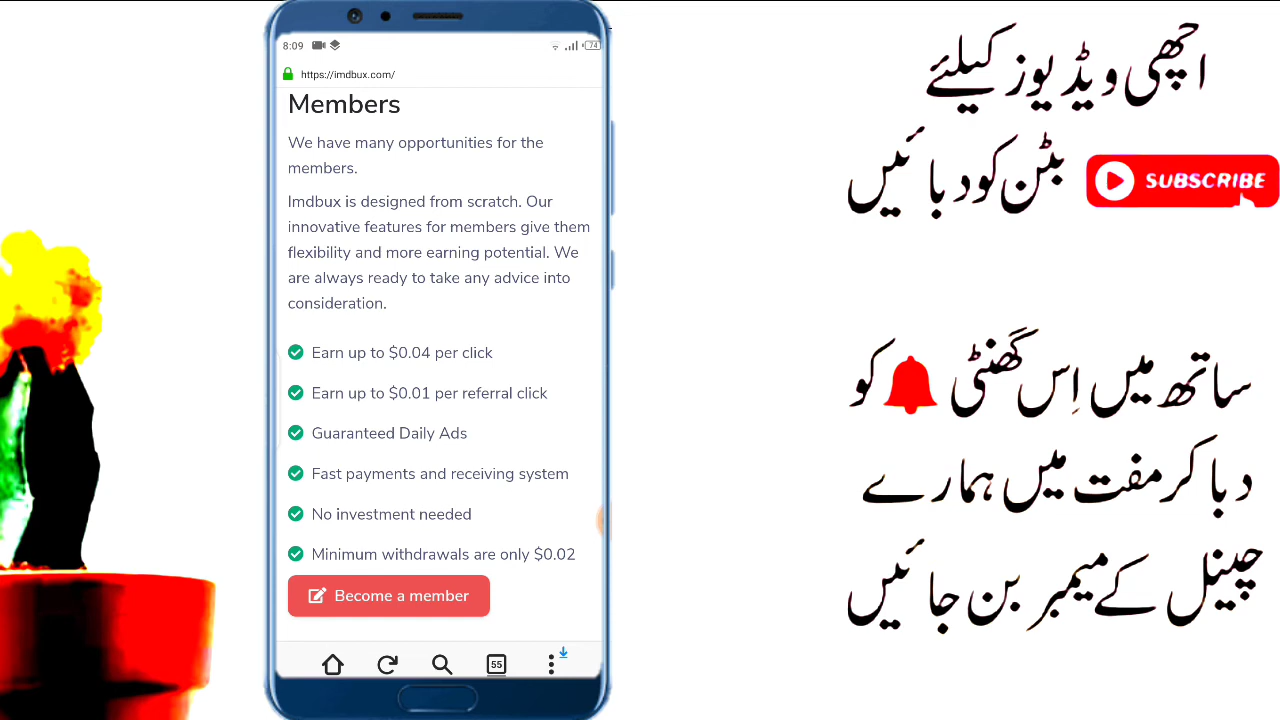 8:09
74
https://imdbux.com/
Members
We have many opportunities for the
members.
Imdbux is designed from scratch. Our
innovative features for members give them
flexibility and more earning potential. We
are always ready to take any advice into
consideration.
Earn up to $0.04 per click
Earn up to $0.01 per referral click
Guaranteed Daily Ads
Fast payments and receiving system
No investment needed
Minimum withdrawals are only $0.02
Become a member
55
اچھی ویڈیوز کیلئے
SUBSCRIBE بٹن کو دبائیں
ساتھ میں اِس گھنٹی کو
دبا کر مفت میں ہمارے
چینل کے میمبر بن جائیں